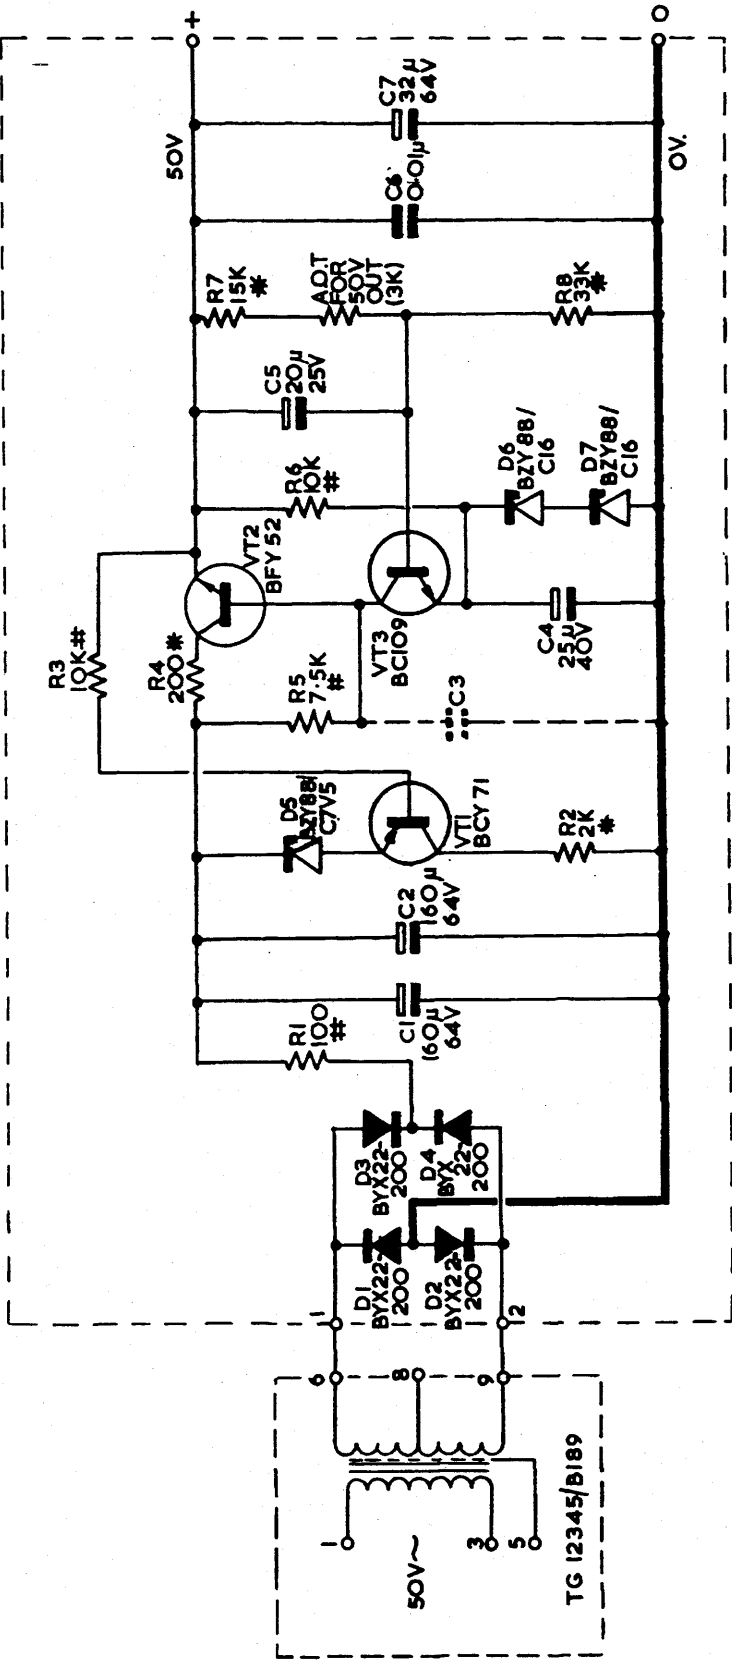 TG 12345/B189
50V~
1
3
5
6
8
9
1
2
D1
BYX22-
200
D2
BYX22-
200
D3
BYX22-
200
D4
BYX
22-
200
R1
100
#
C1
160µ
64V
C2
160µ
64V
D5
BZY88/
C7V5
VT1
BCY71
R2
2K
*
R3
10K#
R4
200*
R5
7.5K
#
C3
VT2
BFY52
VT3
BC109
C4
25µ
40V
R6
10K
#
D6
BZY88/
C16
D7
BZY88/
C16
C5
20µ
25V
R7
15K
*
A.O.T
FOR
50V
OUT
(3K)
R8
33K
*
C6
0·01µ
C7
32µ
64V
50V
0V.
+
O